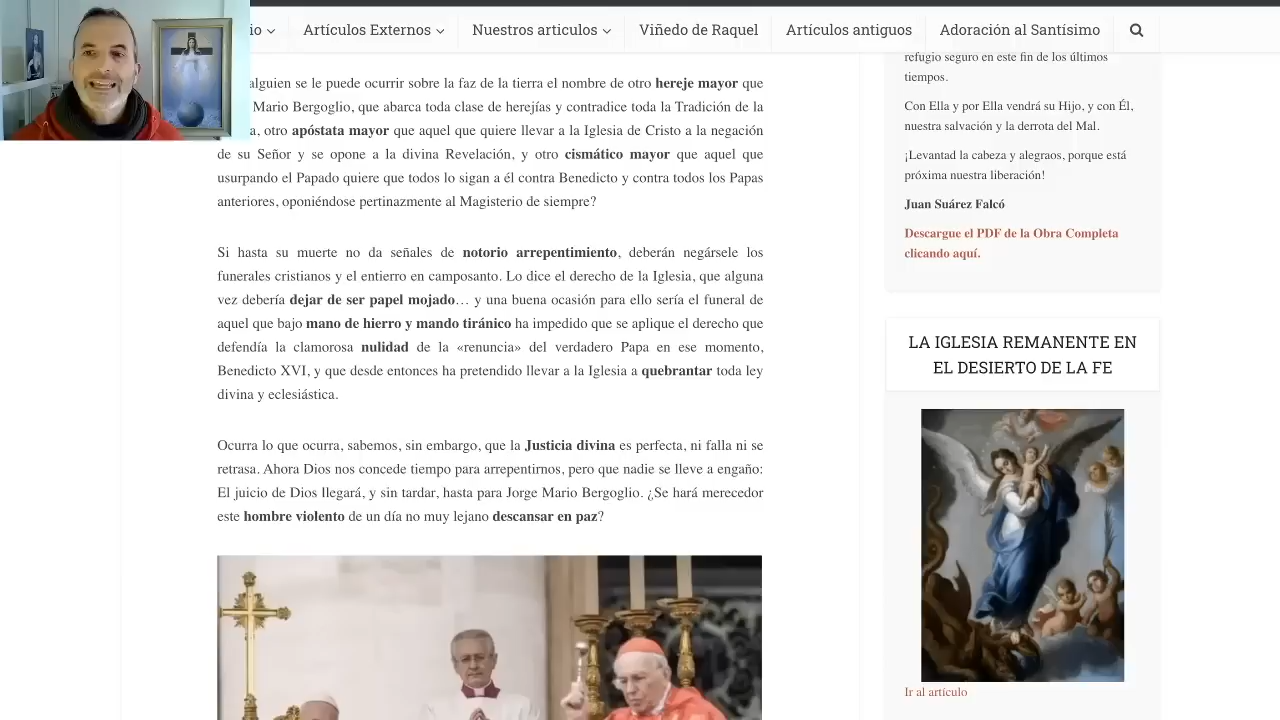 io
Artículos Externos
Nuestros articulos
Viñedo de Raquel
Artículos antiguos
Adoración al Santísimo
alguien se le puede ocurrir sobre la faz de la tierra el nombre de otro hereje mayor que
Mario Bergoglio, que abarca toda clase de herejías y contradice toda la Tradición de la
a, otro apóstata mayor que aquel que quiere llevar a la Iglesia de Cristo a la negación
de su Señor y se opone a la divina Revelación, y otro cismático mayor que aquel que
usurpando el Papado quiere que todos lo sigan a él contra Benedicto y contra todos los Papas
anteriores, oponiéndose pertinazmente al Magisterio de siempre?
Si hasta su muerte no da señales de notorio arrepentimiento, deberán negársele los
funerales cristianos y el entierro en camposanto. Lo dice el derecho de la Iglesia, que alguna
vez debería dejar de ser papel mojado… y una buena ocasión para ello sería el funeral de
aquel que bajo mano de hierro y mando tiránico ha impedido que se aplique el derecho que
defendía la clamorosa nulidad de la «renuncia» del verdadero Papa en ese momento,
Benedicto XVI, y que desde entonces ha pretendido llevar a la Iglesia a quebrantar toda ley
divina y eclesiástica.
Ocurra lo que ocurra, sabemos, sin embargo, que la Justicia divina es perfecta, ni falla ni se
retrasa. Ahora Dios nos concede tiempo para arrepentirnos, pero que nadie se lleve a engaño:
El juicio de Dios llegará, y sin tardar, hasta para Jorge Mario Bergoglio. ¿Se hará merecedor
este hombre violento de un día no muy lejano descansar en paz?
refugio seguro en este fin de los últimos
tiempos.
Con Ella y por Ella vendrá su Hijo, y con Él,
nuestra salvación y la derrota del Mal.
¡Levantad la cabeza y alegraos, porque está
próxima nuestra liberación!
Juan Suárez Falcó
Descargue el PDF de la Obra Completa
clicando aquí.
LA IGLESIA REMANENTE EN
EL DESIERTO DE LA FE
Ir al artículo